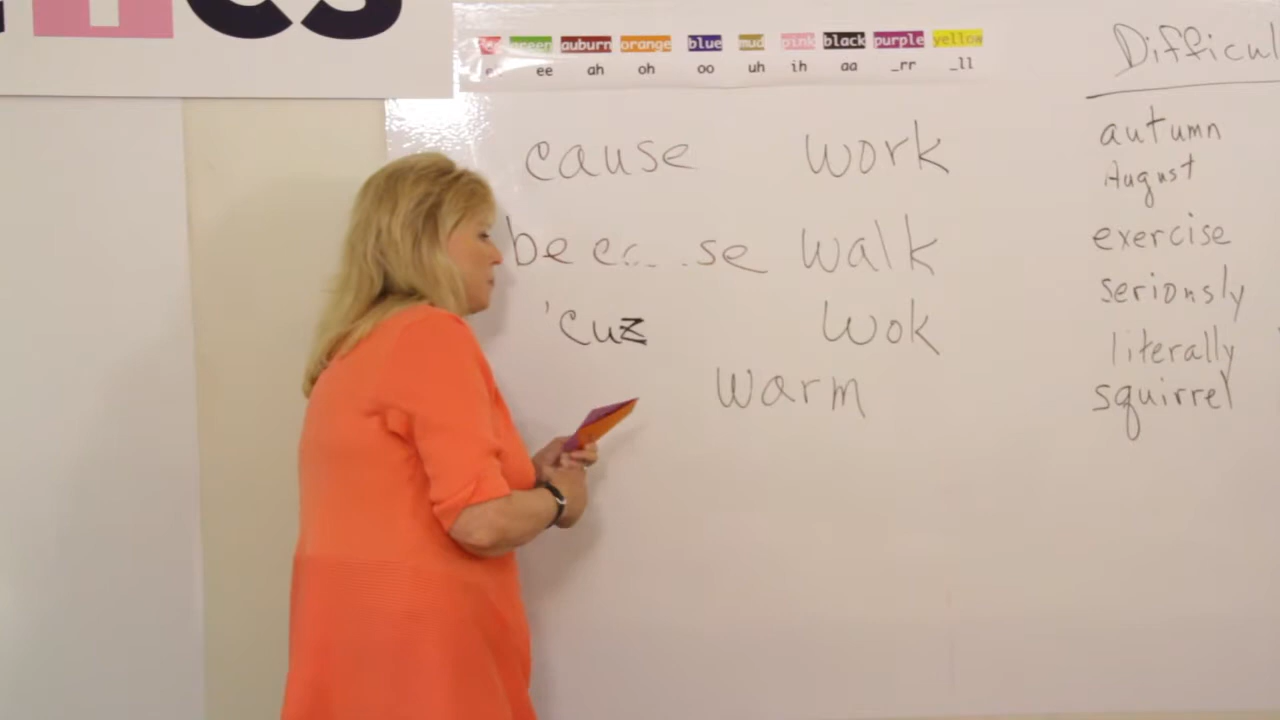 ics
green auburn orange blue mud pink black purple yellow
ee ah oh oo uh ih aa _rr _ll
Difficul
cause work
autumn
August
because walk
exercise
'cuz wok
seriously
literally
warm
squirrel